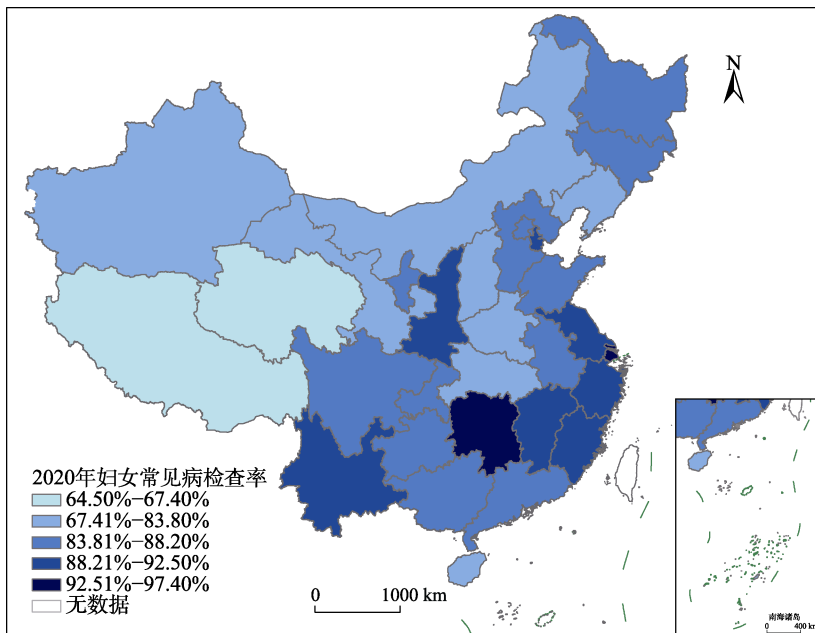 N
2020年妇女常见病检查率
64.50%–67.40%
67.41%–83.80%
83.81%–88.20%
88.21%–92.50%
92.51%–97.40%
无数据
0 1000 km
南海诸岛
0 400 km